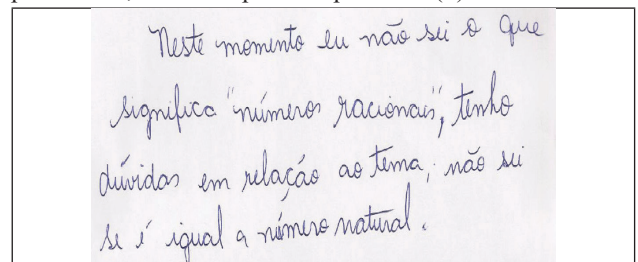 Neste momento eu não sei o que
significa "números racionais", tenho
dúvidas em relação ao tema, não sei
se é igual a número natural.